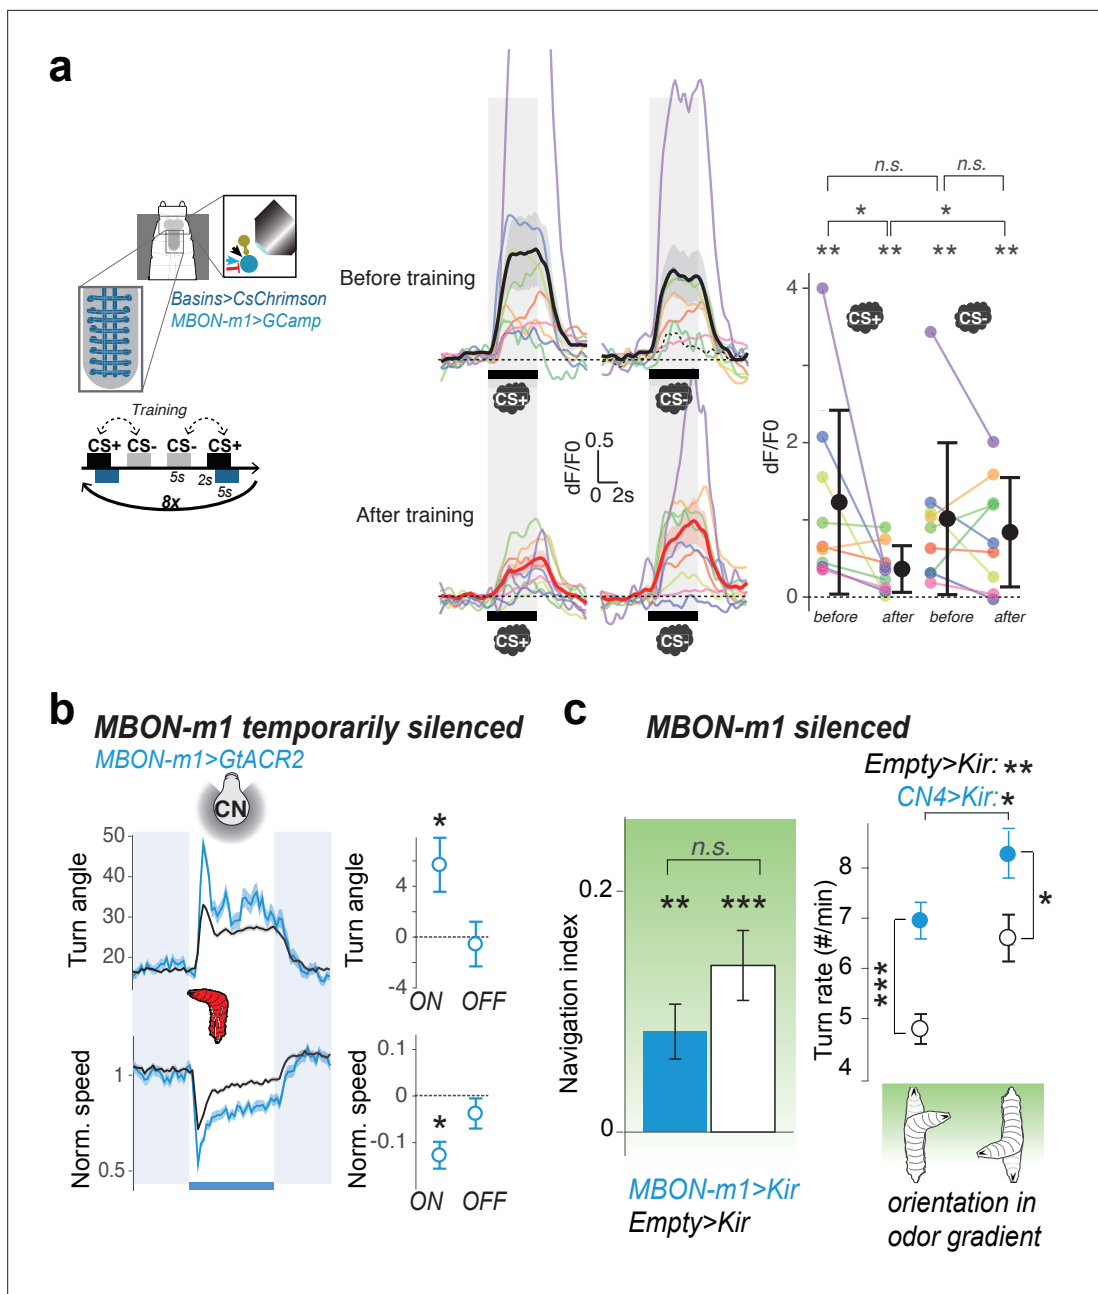 a
Basins>CsChrimson
MBON-m1>GCamp
Training
CS+ CS- CS- CS+
5s 2s 5s
8x
Before training
CS+ CS-
After training
dF/F0
0.5
0 2s
CS+ CS-
n.s. n.s.
* *
** ** ** **
CS+ CS-
dF/F0
4
2
0
before after before after
b
MBON-m1 temporarily silenced
MBON-m1>GtACR2
CN
Turn angle
50
40
30
20
Turn angle
*
4
0
-4
ON OFF
Norm. speed
1
0.5
Norm. speed
0.1
0
-0.1
*
ON OFF
c
MBON-m1 silenced
Navigation index
0.2
0
n.s.
** ***
MBON-m1>Kir
Empty>Kir
Empty>Kir: **
CN4>Kir: *
Turn rate (#/min)
8
7
6
5
4
***
*
orientation in
odor gradient